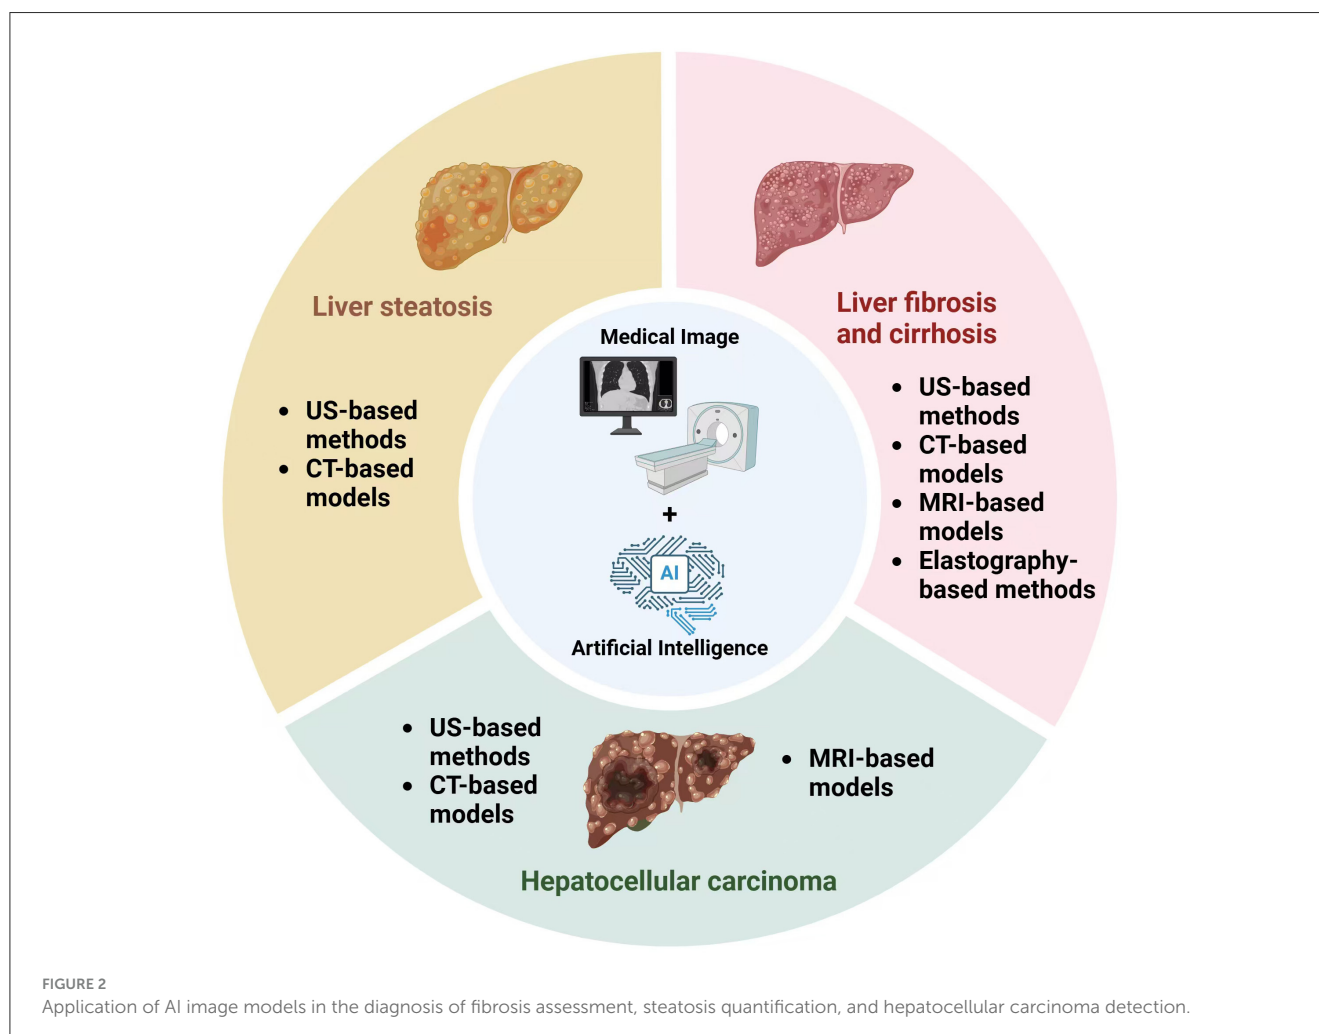 Liver steatosis
• US-based
methods
• CT-based
models
Liver fibrosis
and cirrhosis
• US-based
methods
• CT-based
models
• MRI-based
models
• Elastography-
based methods
Medical Image
+
AI
Artificial Intelligence
• US-based
methods
• CT-based
models
• MRI-based
models
Hepatocellular carcinoma
FIGURE 2
Application of AI image models in the diagnosis of fibrosis assessment, steatosis quantification, and hepatocellular carcinoma detection.